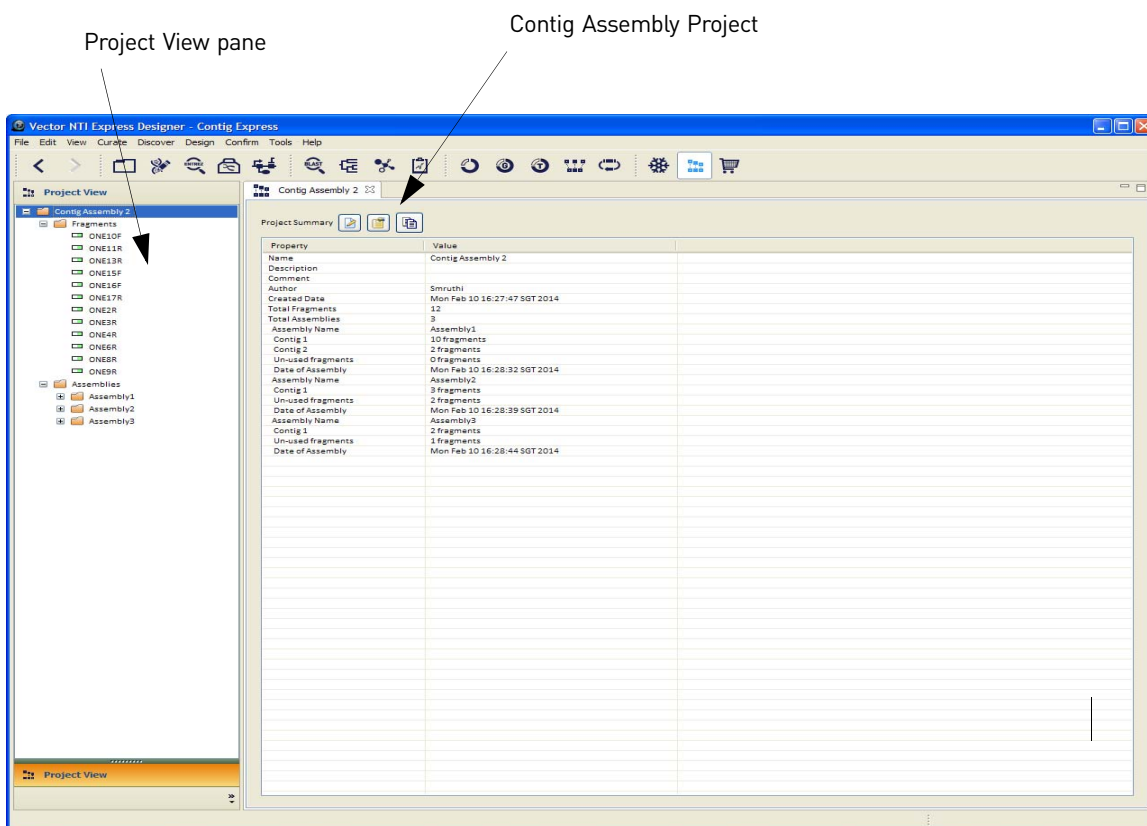 Contig Assembly Project
Project View pane
Vector NTI Express Designer - Contig Express
File Edit View Curate Discover Design Confirm Tools Help
ENTREZ
BLAST
Project View
Contig Assembly 2
Contig Assembly 2
Fragments
ONE10F
ONE11R
ONE13R
ONE15F
ONE16F
ONE17R
ONE2R
ONE3R
ONE4R
ONE6R
ONE8R
ONE9R
Assemblies
Assembly1
Assembly2
Assembly3
Project Summary
Property Value
Name Contig Assembly 2
Description
Comment
Author Smruthi
Created Date Mon Feb 10 16:27:47 SGT 2014
Total Fragments 12
Total Assemblies 3
Assembly Name Assembly1
Contig 1 10 fragments
Contig 2 2 fragments
Un-used fragments 0 fragments
Date of Assembly Mon Feb 10 16:28:32 SGT 2014
Assembly Name Assembly2
Contig 1 3 fragments
Un-used fragments 2 fragments
Date of Assembly Mon Feb 10 16:28:39 SGT 2014
Assembly Name Assembly3
Contig 1 2 fragments
Un-used fragments 1 fragments
Date of Assembly Mon Feb 10 16:28:44 SGT 2014
Project View